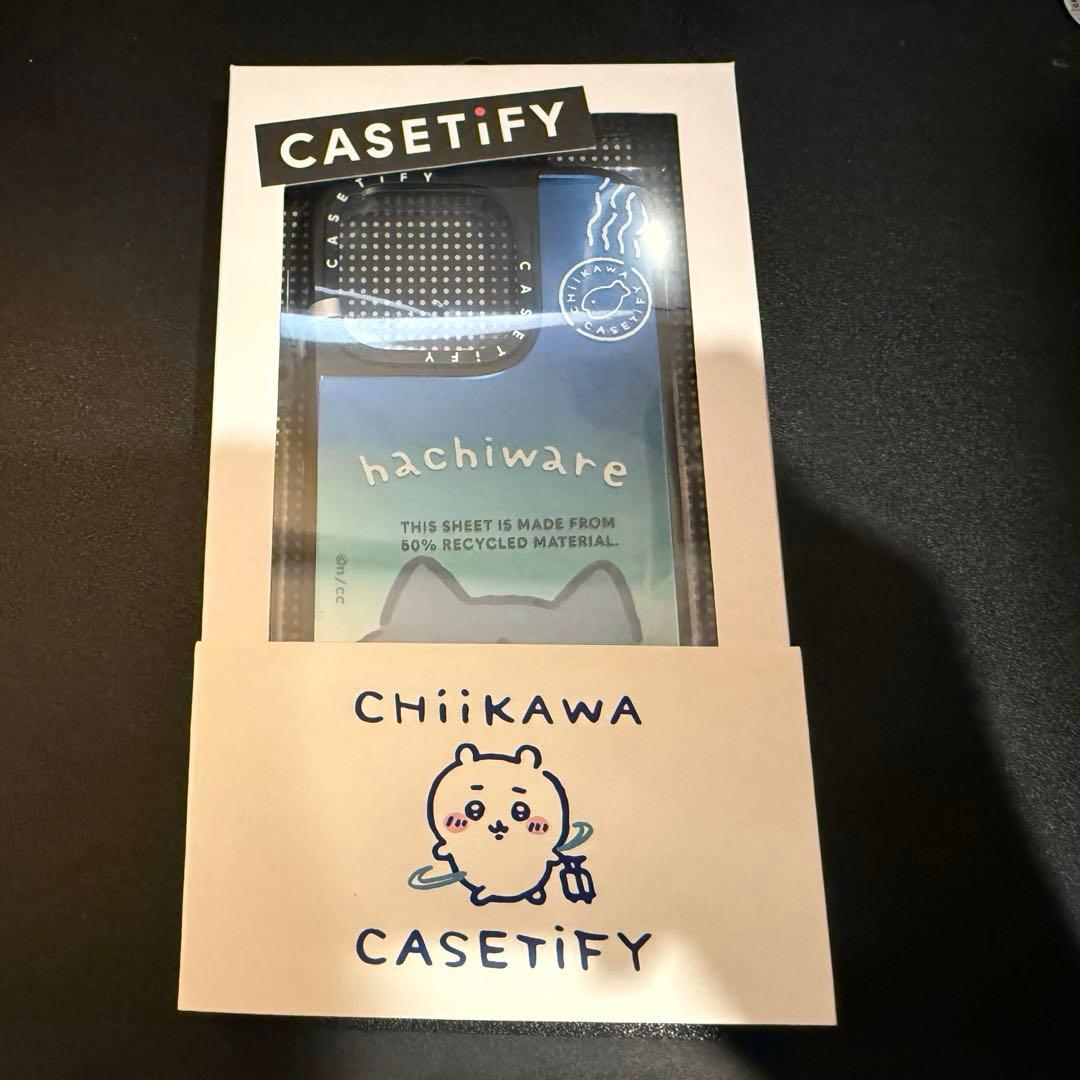 CASETiFY
CASETIFY
CASETiFY
CHiiKAWA
CASETiFY
hachiware
THIS SHEET IS MADE FROM
50% RECYCLED MATERIAL.
©n/cc
CHiiKAWA
CASETiFY